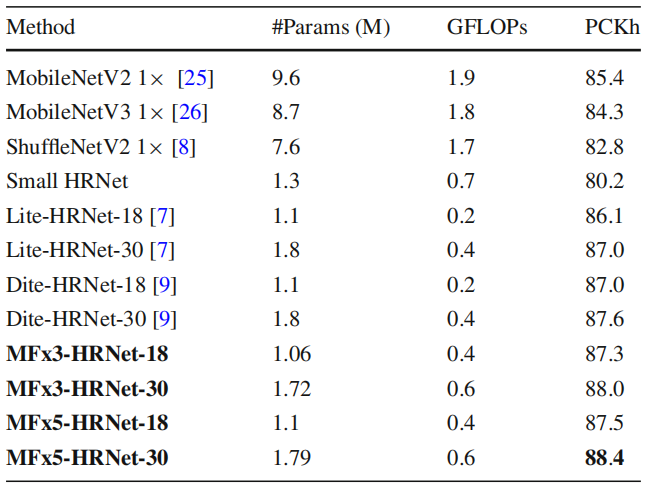 Method #Params (M) GFLOPs PCKh
MobileNetV2 1× [25] 9.6 1.9 85.4
MobileNetV3 1× [26] 8.7 1.8 84.3
ShuffleNetV2 1× [8] 7.6 1.7 82.8
Small HRNet 1.3 0.7 80.2
Lite-HRNet-18 [7] 1.1 0.2 86.1
Lite-HRNet-30 [7] 1.8 0.4 87.0
Dite-HRNet-18 [9] 1.1 0.2 87.0
Dite-HRNet-30 [9] 1.8 0.4 87.6
MFx3-HRNet-18 1.06 0.4 87.3
MFx3-HRNet-30 1.72 0.6 88.0
MFx5-HRNet-18 1.1 0.4 87.5
MFx5-HRNet-30 1.79 0.6 88.4